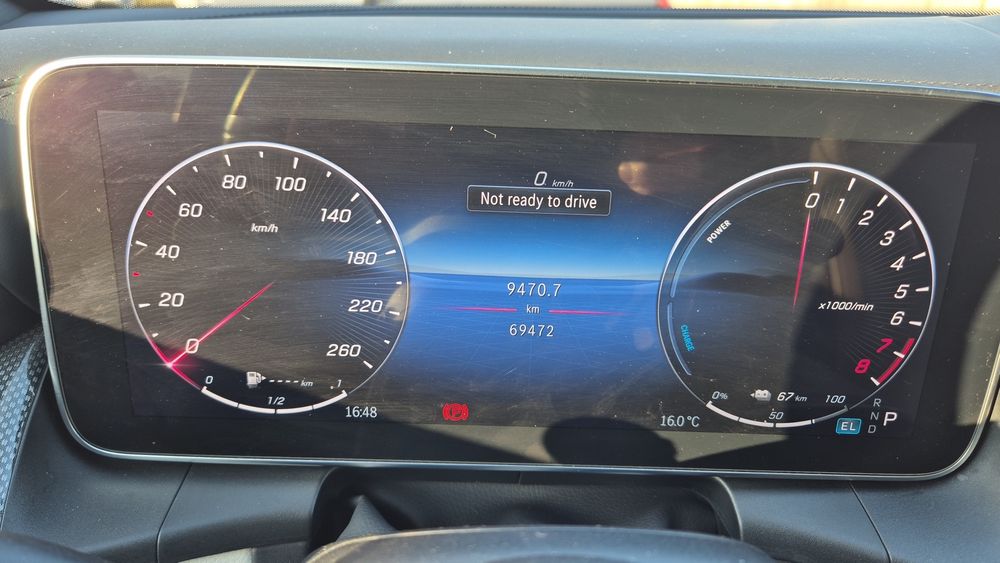 0 km/h
Not ready to drive
80 100
60 140
km/h
40 180
20 220
0 260
0 1/2 1
---- km
16:48
9470.7
km
69472
P
POWER
CHARGE
0 1 2 3 4 5 6 7 8
x1000/min
0% 50 100
67 km
16.0°C
EL
R
N
D
P